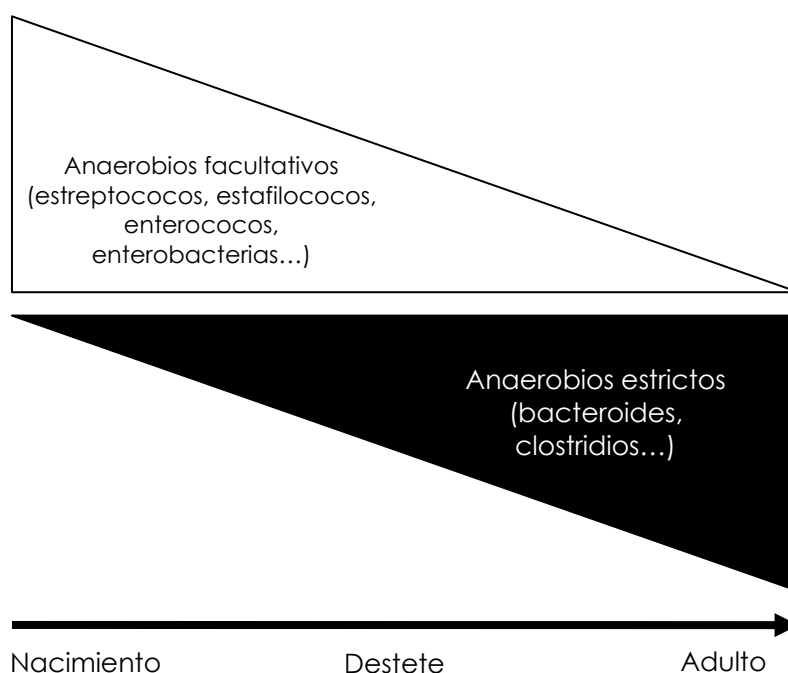 Anaerobios facultativos
(estreptococos, estafilococos,
enterococos,
enterobacterias…)
Anaerobios estrictos
(bacteroides,
clostridios…)
Nacimiento
Destete
Adulto